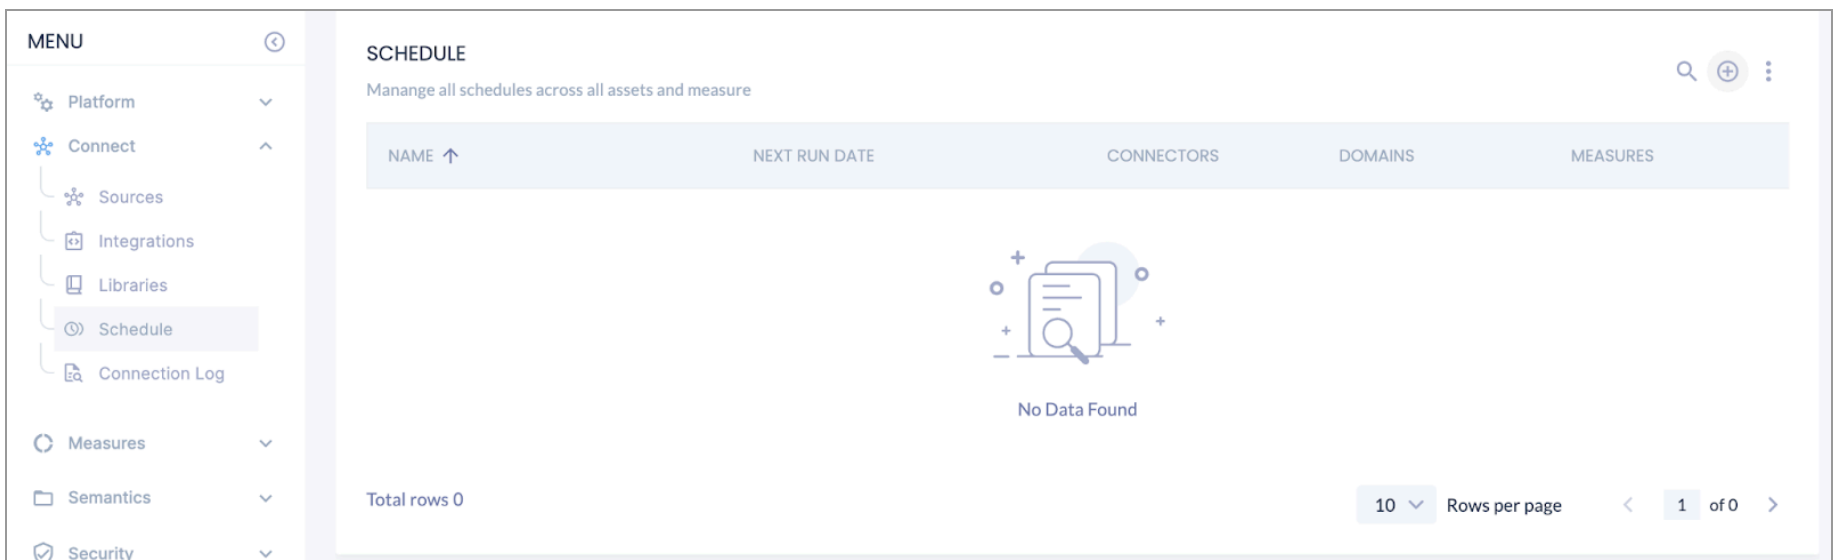 MENU
Platform
Connect
Sources
Integrations
Libraries
Schedule
Connection Log
Measures
Semantics
Security
SCHEDULE
Manange all schedules across all assets and measure
NAME NEXT RUN DATE CONNECTORS DOMAINS MEASURES
No Data Found
Total rows 0 10 Rows per page 1 of 0